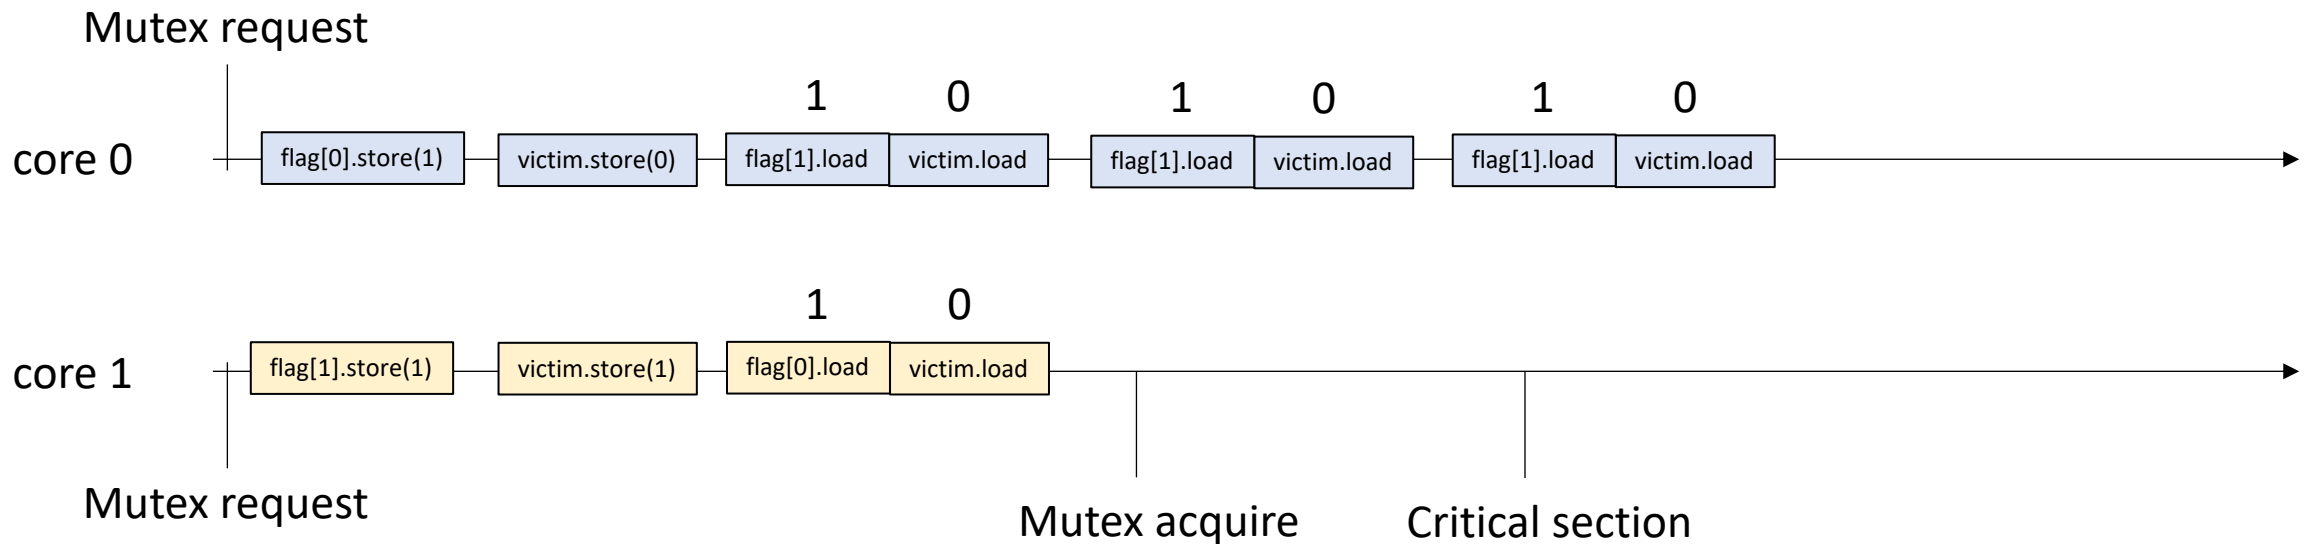 Mutex request
1 0 1 0 1 0
core 0 flag[0].store(1) victim.store(0) flag[1].load victim.load flag[1].load victim.load flag[1].load victim.load
1 0
core 1 flag[1].store(1) victim.store(1) flag[0].load victim.load
Mutex request
Mutex acquire Critical section